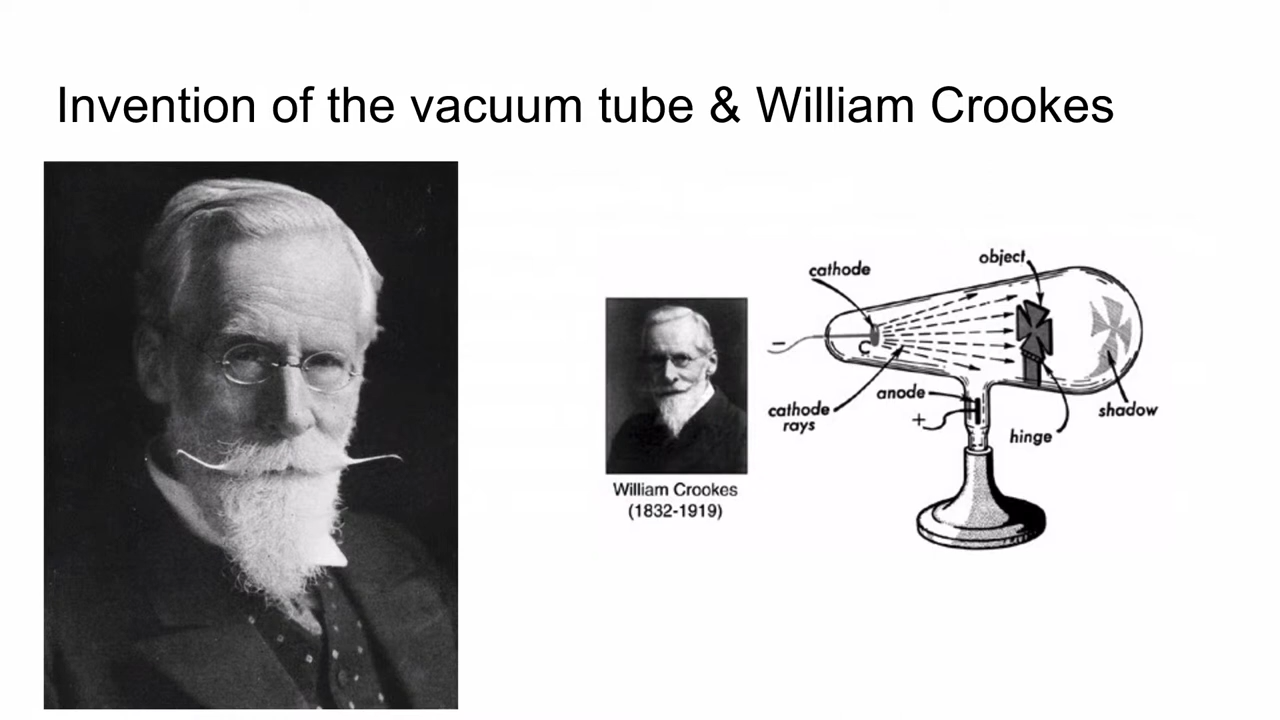 Invention of the vacuum tube & William Crookes
William Crookes
(1832-1919)
cathode
object
−
C
cathode
rays
anode
+
hinge
shadow